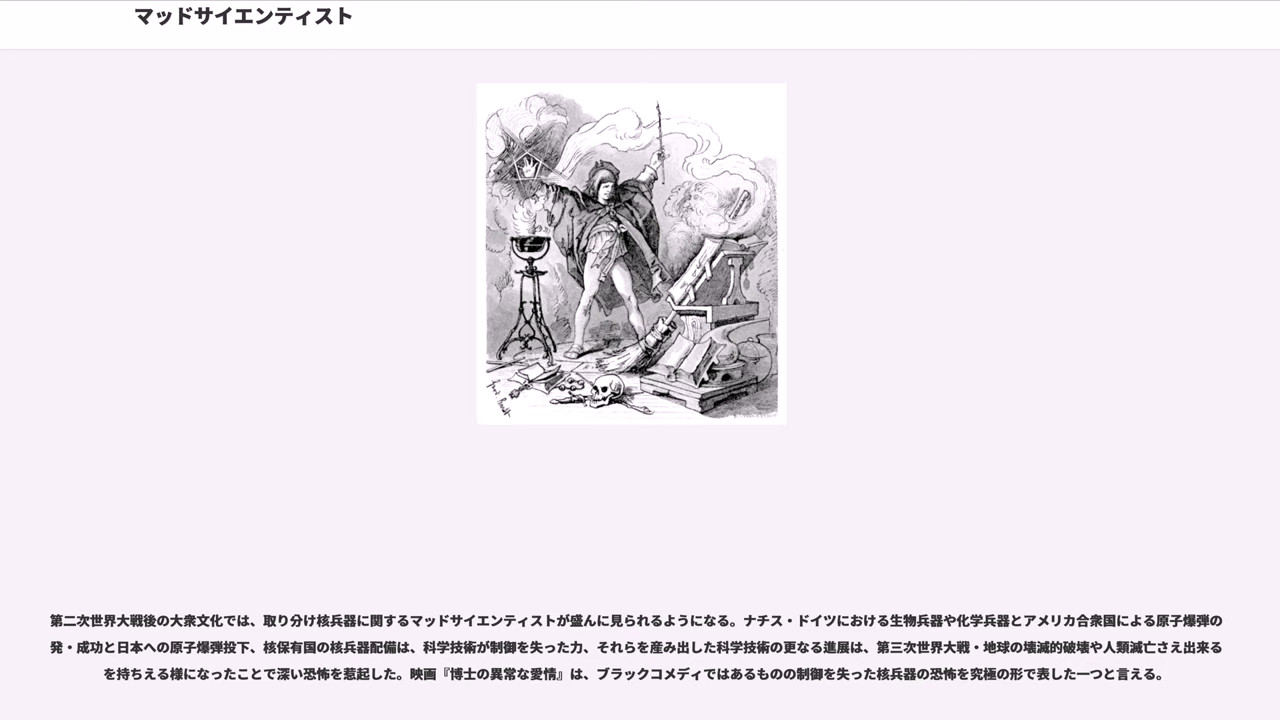 マッドサイエンティスト
第二次世界大戦後の大衆文化では、取り分け核兵器に関するマッドサイエンティストが盛んに見られるようになる。ナチス・ドイツにおける生物兵器や化学兵器とアメリカ合衆国による原子爆弾の
発・成功と日本への原子爆弾投下、核保有国の核兵器配備は、科学技術が制御を失った力、それらを産み出した科学技術の更なる進展は、第三次世界大戦・地球の壊滅的破壊や人類滅亡さえ出来る
を持ちえる様になったことで深い恐怖を惹起した。映画『博士の異常な愛情』は、ブラックコメディではあるものの制御を失った核兵器の恐怖を究極の形で表した一つと言える。